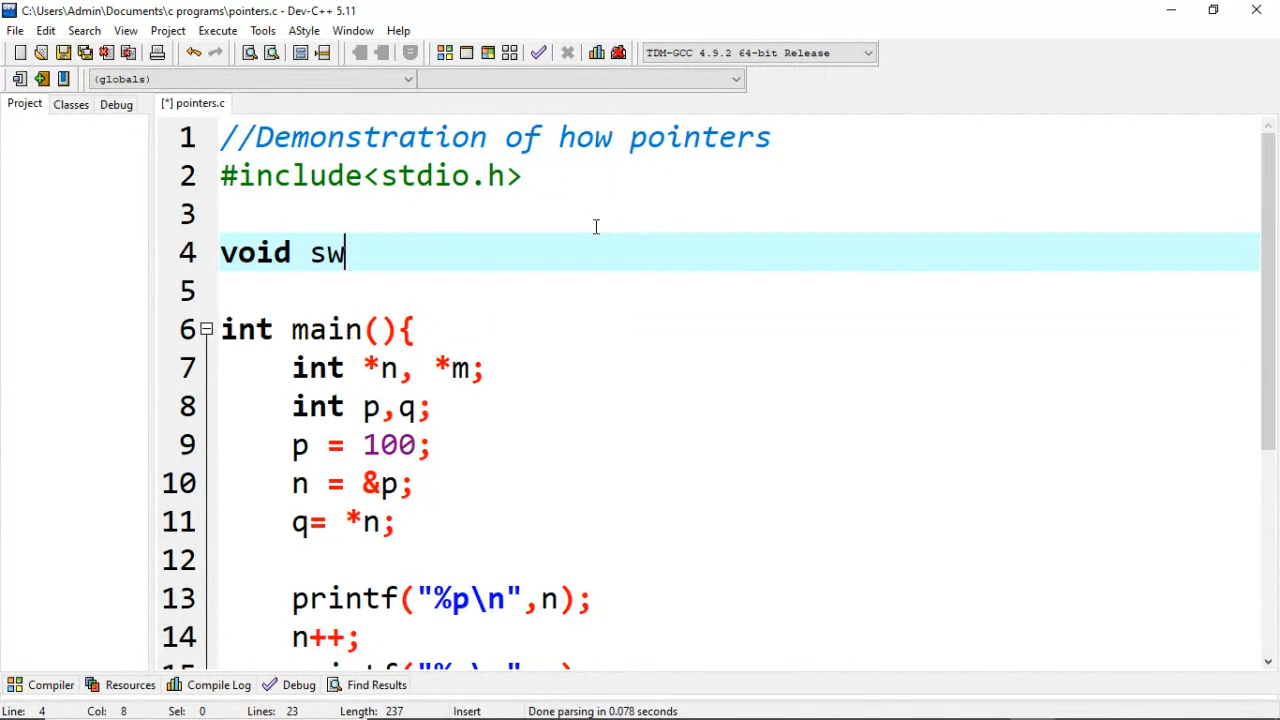 C:\Users\Admin\Documents\c programs\pointers.c - Dev-C++ 5.11
File Edit Search View Project Execute Tools AStyle Window Help
TDM-GCC 4.9.2 64-bit Release
(globals)
Project Classes Debug [*] pointers.c
1 //Demonstration of how pointers
2 #include<stdio.h>
3
4 void sw
5
6 int main(){
7 int *n, *m;
8 int p,q;
9 p = 100;
10 n = &p;
11 q= *n;
12
13 printf("%p\n",n);
14 n++;
Compiler Resources Compile Log Debug Find Results
Line: 4 Col: 8 Sel: 0 Lines: 23 Length: 237 Insert Done parsing in 0.078 seconds